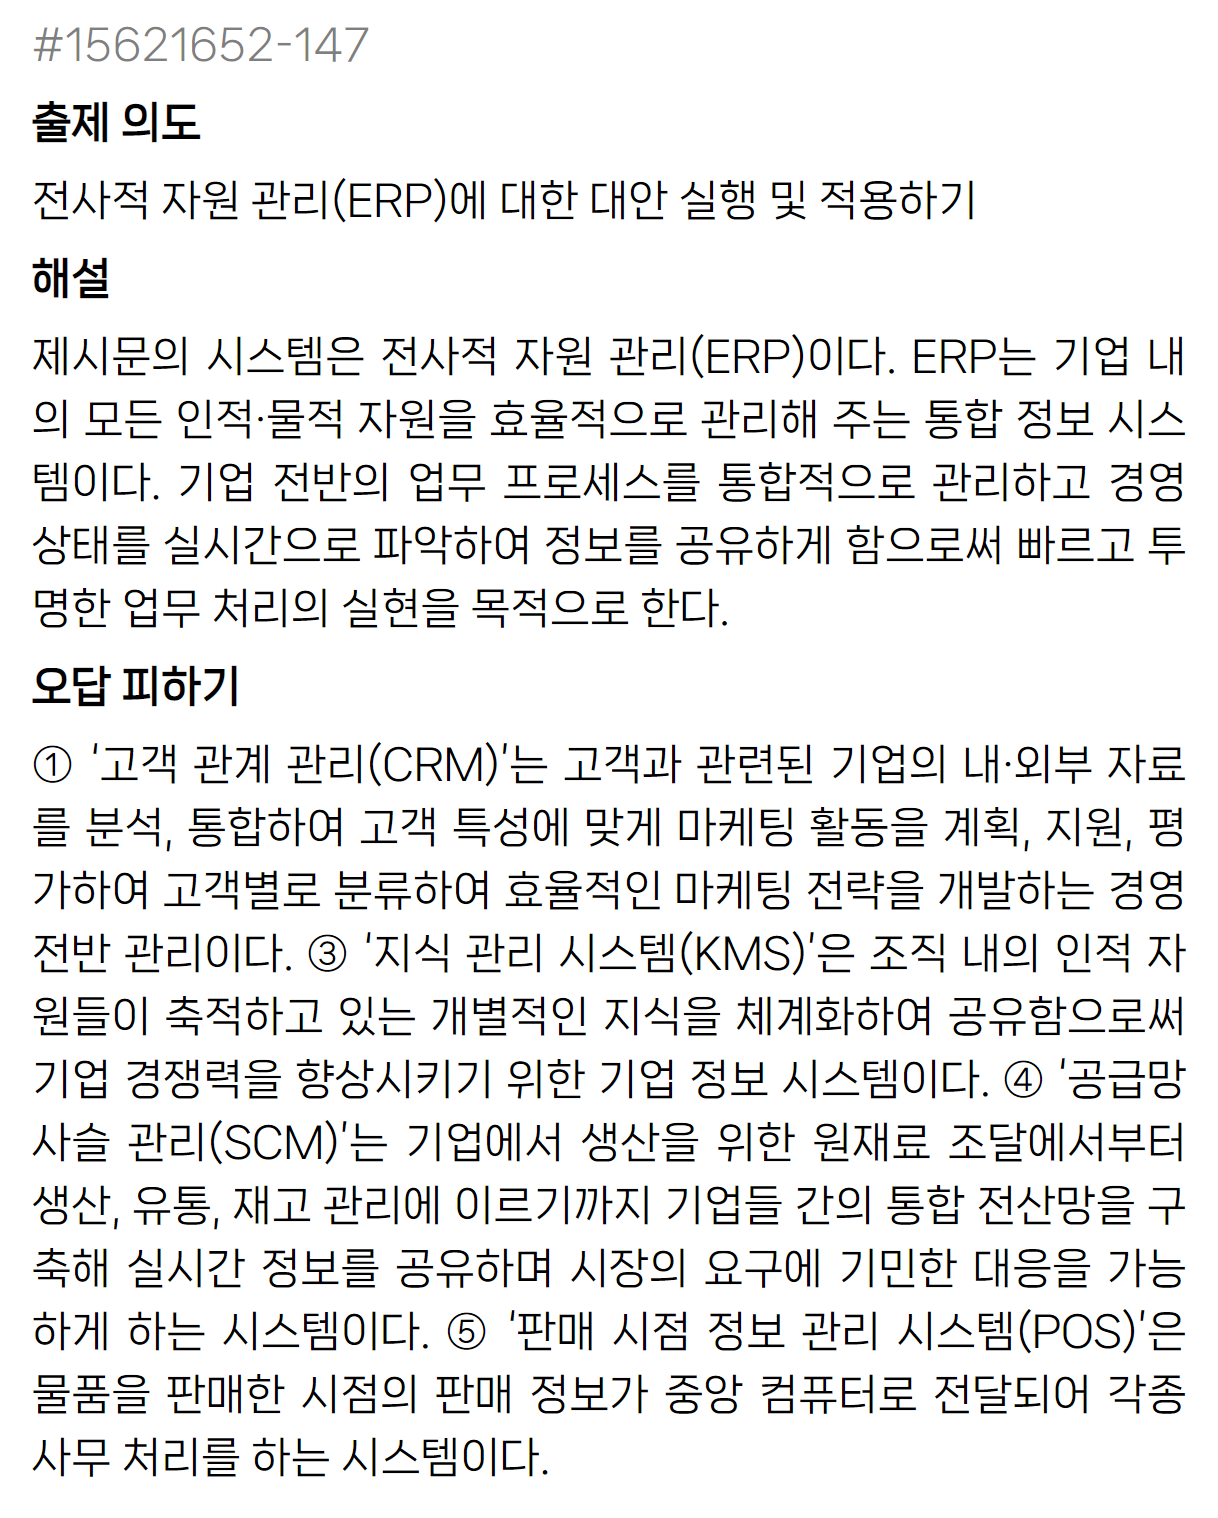 #15621652-147
출제 의도
전사적 자원 관리(ERP)에 대한 대안 실행 및 적용하기
해설
제시문의 시스템은 전사적 자원 관리(ERP)이다. ERP는 기업 내
의 모든 인적·물적 자원을 효율적으로 관리해 주는 통합 정보 시스
템이다. 기업 전반의 업무 프로세스를 통합적으로 관리하고 경영
상태를 실시간으로 파악하여 정보를 공유하게 함으로써 빠르고 투
명한 업무 처리의 실현을 목적으로 한다.
오답 피하기
① '고객 관계 관리(CRM)'는 고객과 관련된 기업의 내·외부 자료
를 분석, 통합하여 고객 특성에 맞게 마케팅 활동을 계획, 지원, 평
가하여 고객별로 분류하여 효율적인 마케팅 전략을 개발하는 경영
전반 관리이다. ③ '지식 관리 시스템(KMS)'은 조직 내의 인적 자
원들이 축적하고 있는 개별적인 지식을 체계화하여 공유함으로써
기업 경쟁력을 향상시키기 위한 기업 정보 시스템이다. ④ '공급망
사슬 관리(SCM)'는 기업에서 생산을 위한 원재료 조달에서부터
생산, 유통, 재고 관리에 이르기까지 기업들 간의 통합 전산망을 구
축해 실시간 정보를 공유하며 시장의 요구에 기민한 대응을 가능
하게 하는 시스템이다. ⑤ '판매 시점 정보 관리 시스템(POS)'은
물품을 판매한 시점의 판매 정보가 중앙 컴퓨터로 전달되어 각종
사무 처리를 하는 시스템이다.